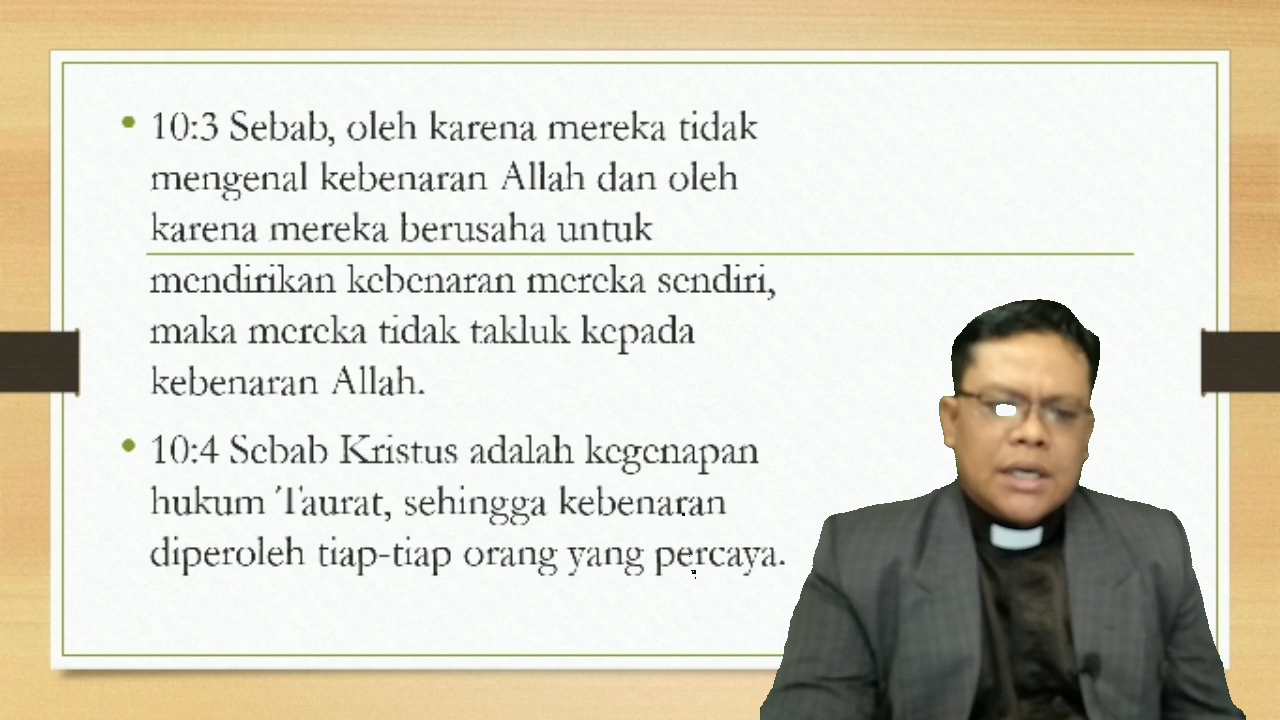 10:3 Sebab, oleh karena mereka tidak
mengenal kebenaran Allah dan oleh
karena mereka berusaha untuk
mendirikan kebenaran mereka sendiri,
maka mereka tidak takluk kepada
kebenaran Allah.
10:4 Sebab Kristus adalah kegenapan
hukum Taurat, sehingga kebenaran
diperoleh tiap-tiap orang yang percaya.